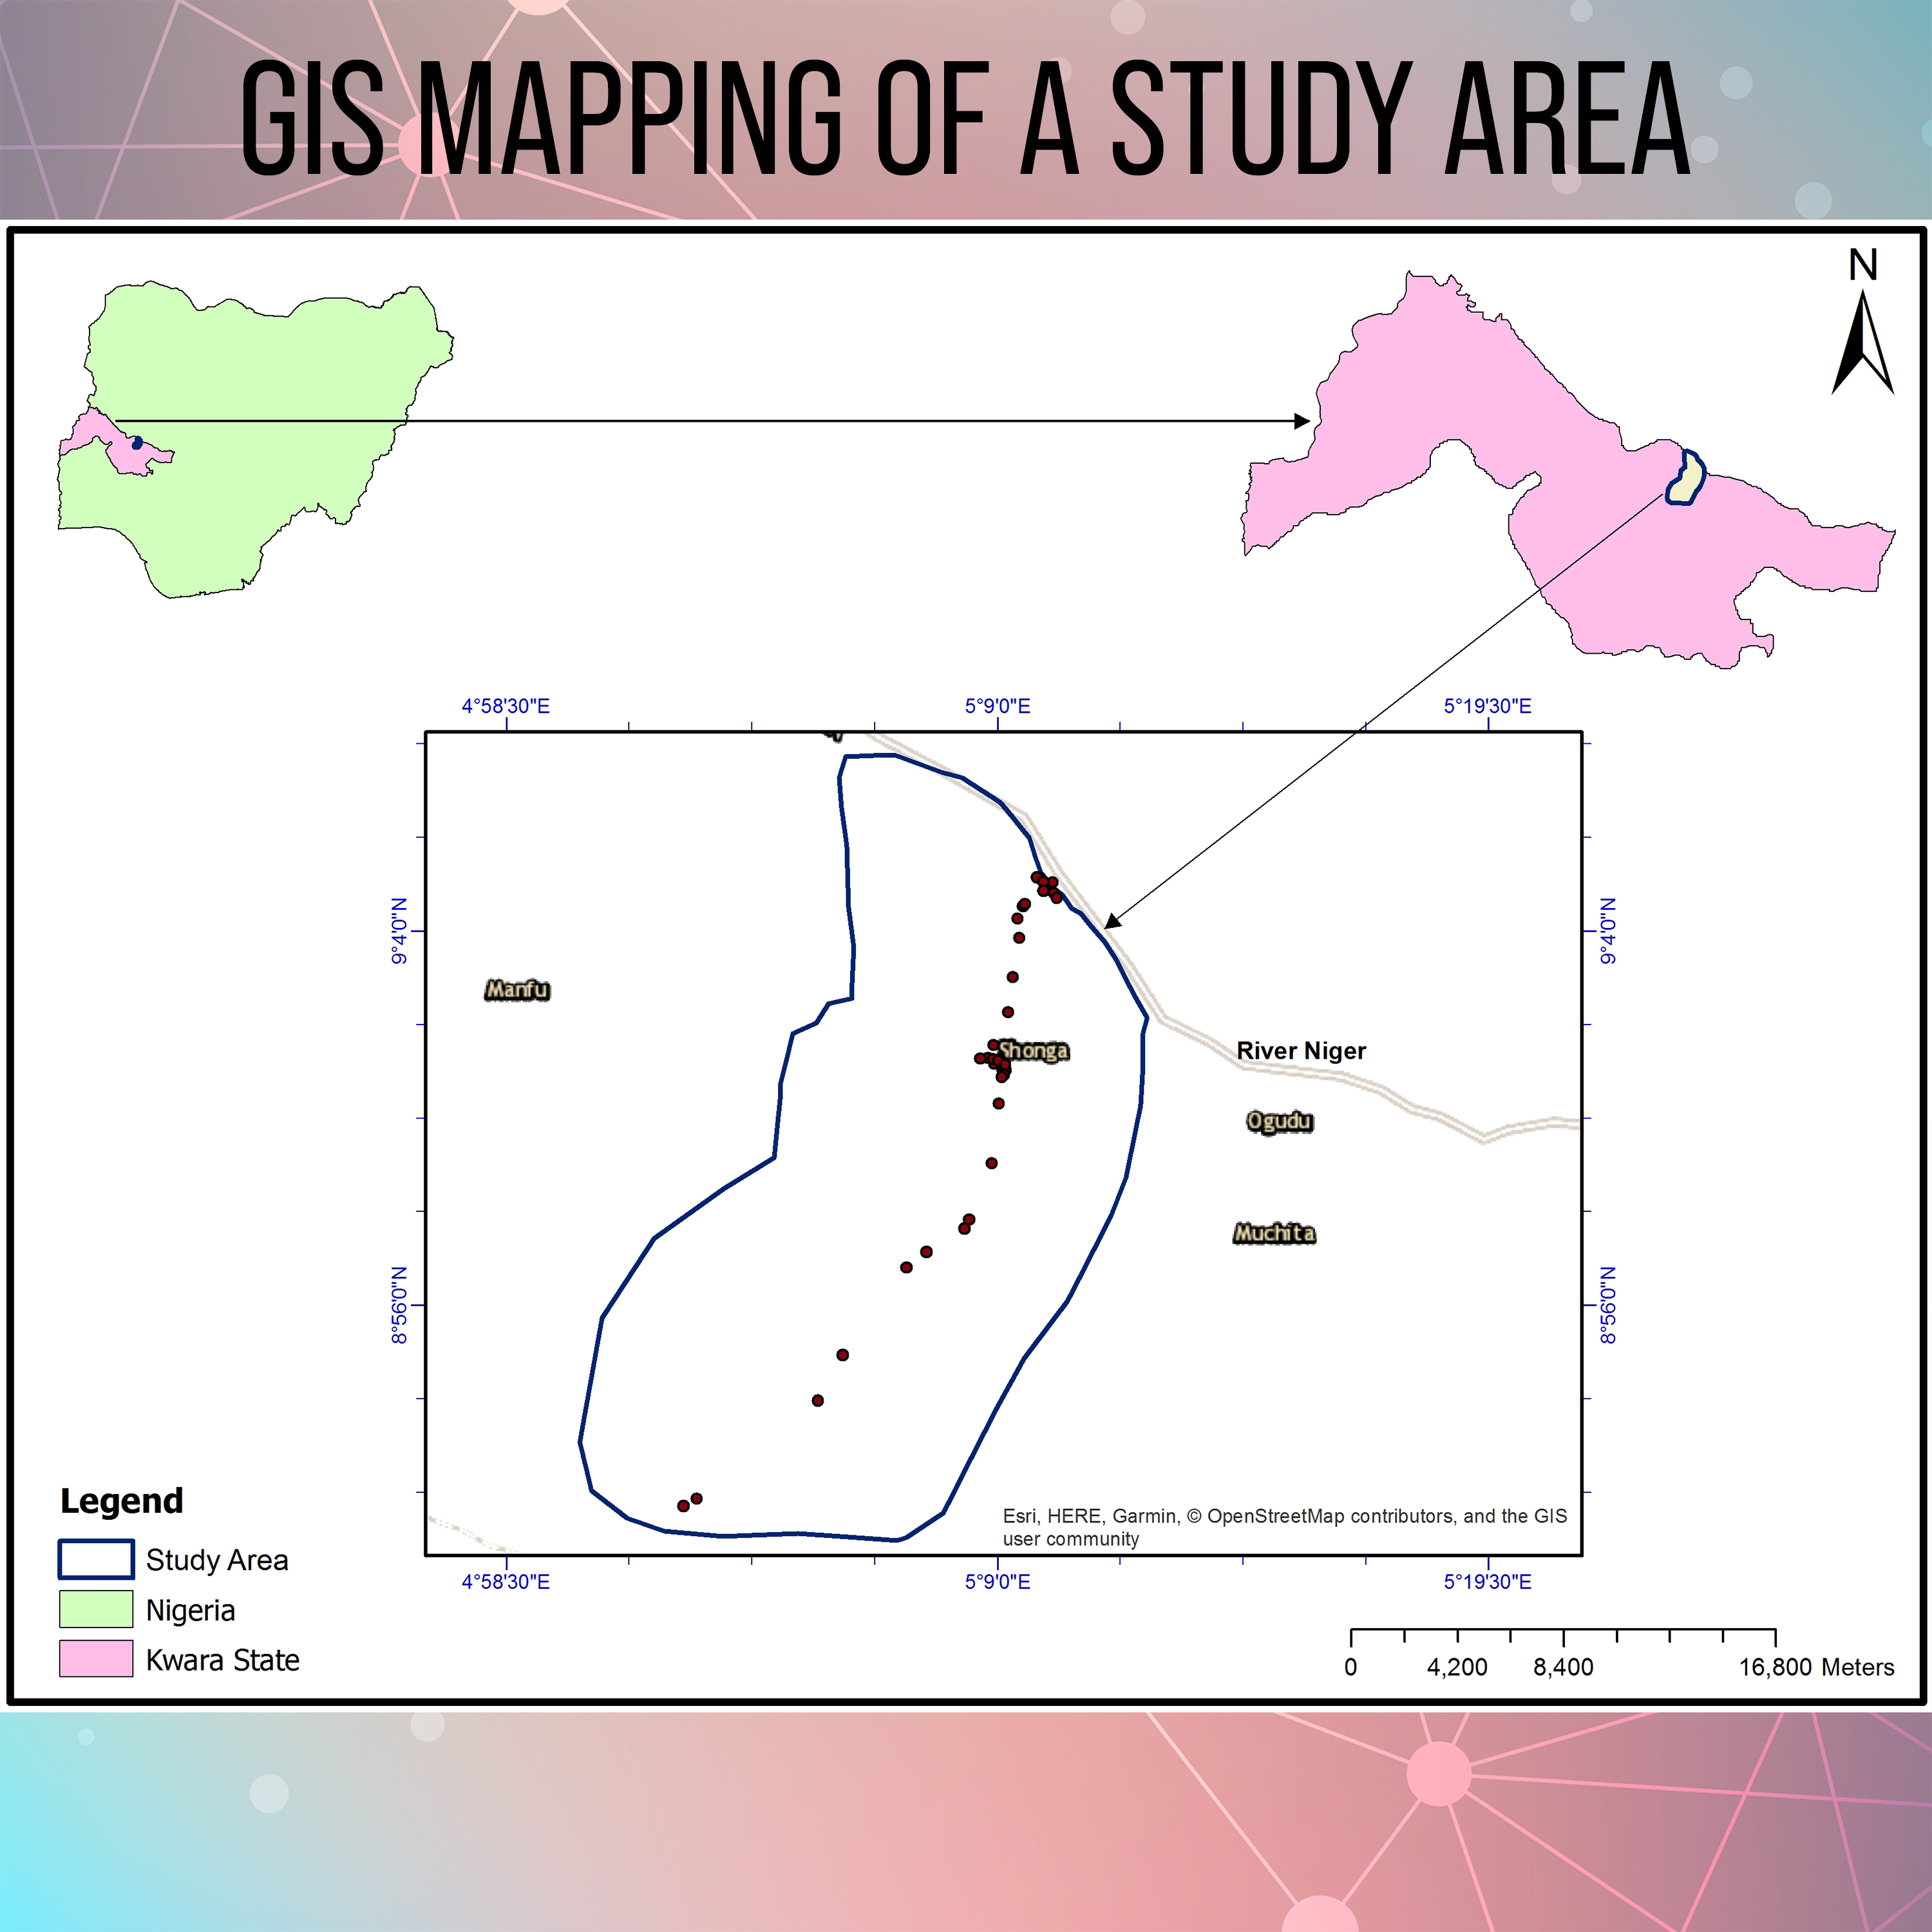 GIS MAPPING OF A STUDY AREA
N
4°58'30"E
5°9'0"E
5°19'30"E
9°4'0"N
9°4'0"N
Manfu
Shonga
River Niger
Ogudu
Muchita
8°56'0"N
8°56'0"N
Esri, HERE, Garmin, © OpenStreetMap contributors, and the GIS
user community
4°58'30"E
5°9'0"E
5°19'30"E
Legend
Study Area
Nigeria
Kwara State
0
4,200
8,400
16,800 Meters